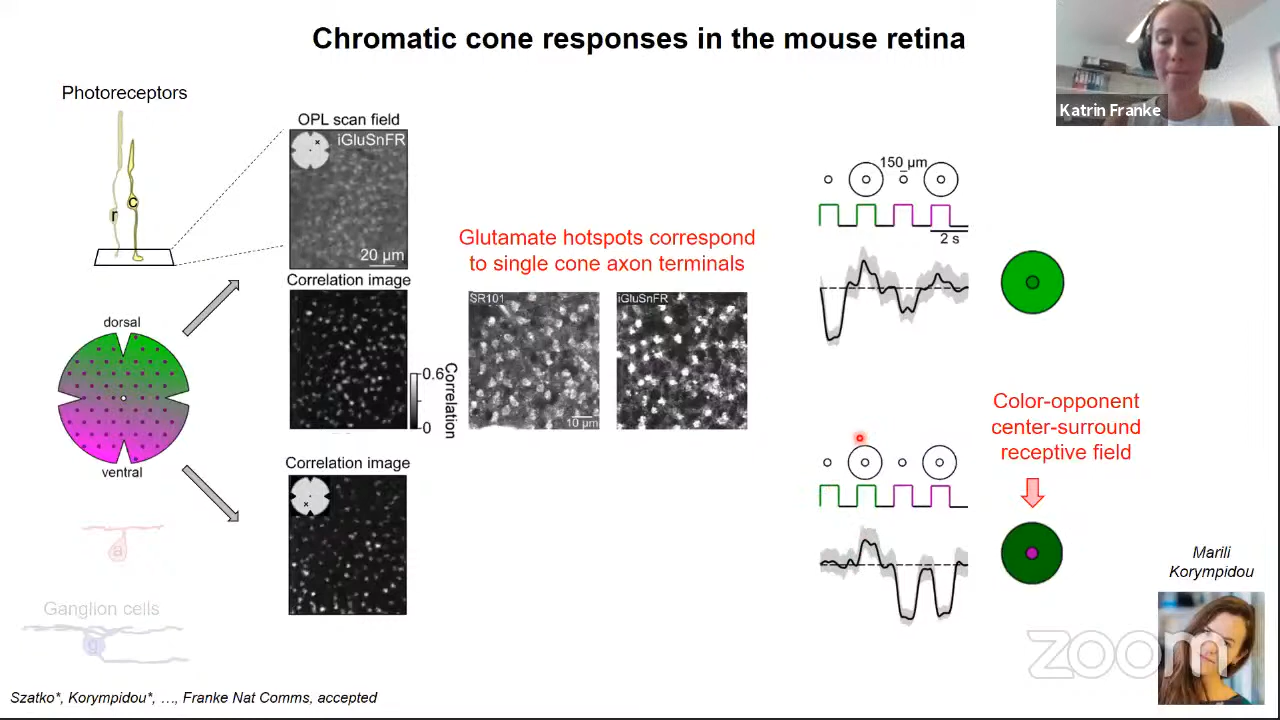 Chromatic cone responses in the mouse retina
Katrin Franke
Photoreceptors
r
c
OPL scan field
iGluSnFR
20 µm
Correlation image
0.6
0
Correlation
dorsal
ventral
Correlation image
Glutamate hotspots correspond
to single cone axon terminals
SR101
10 µm
iGluSnFR
150 µm
2 s
Color-opponent
center-surround
receptive field
a
Ganglion cells
g
Marili
Korympidou
zoom
Szatko*, Korympidou*, …, Franke Nat Comms, accepted